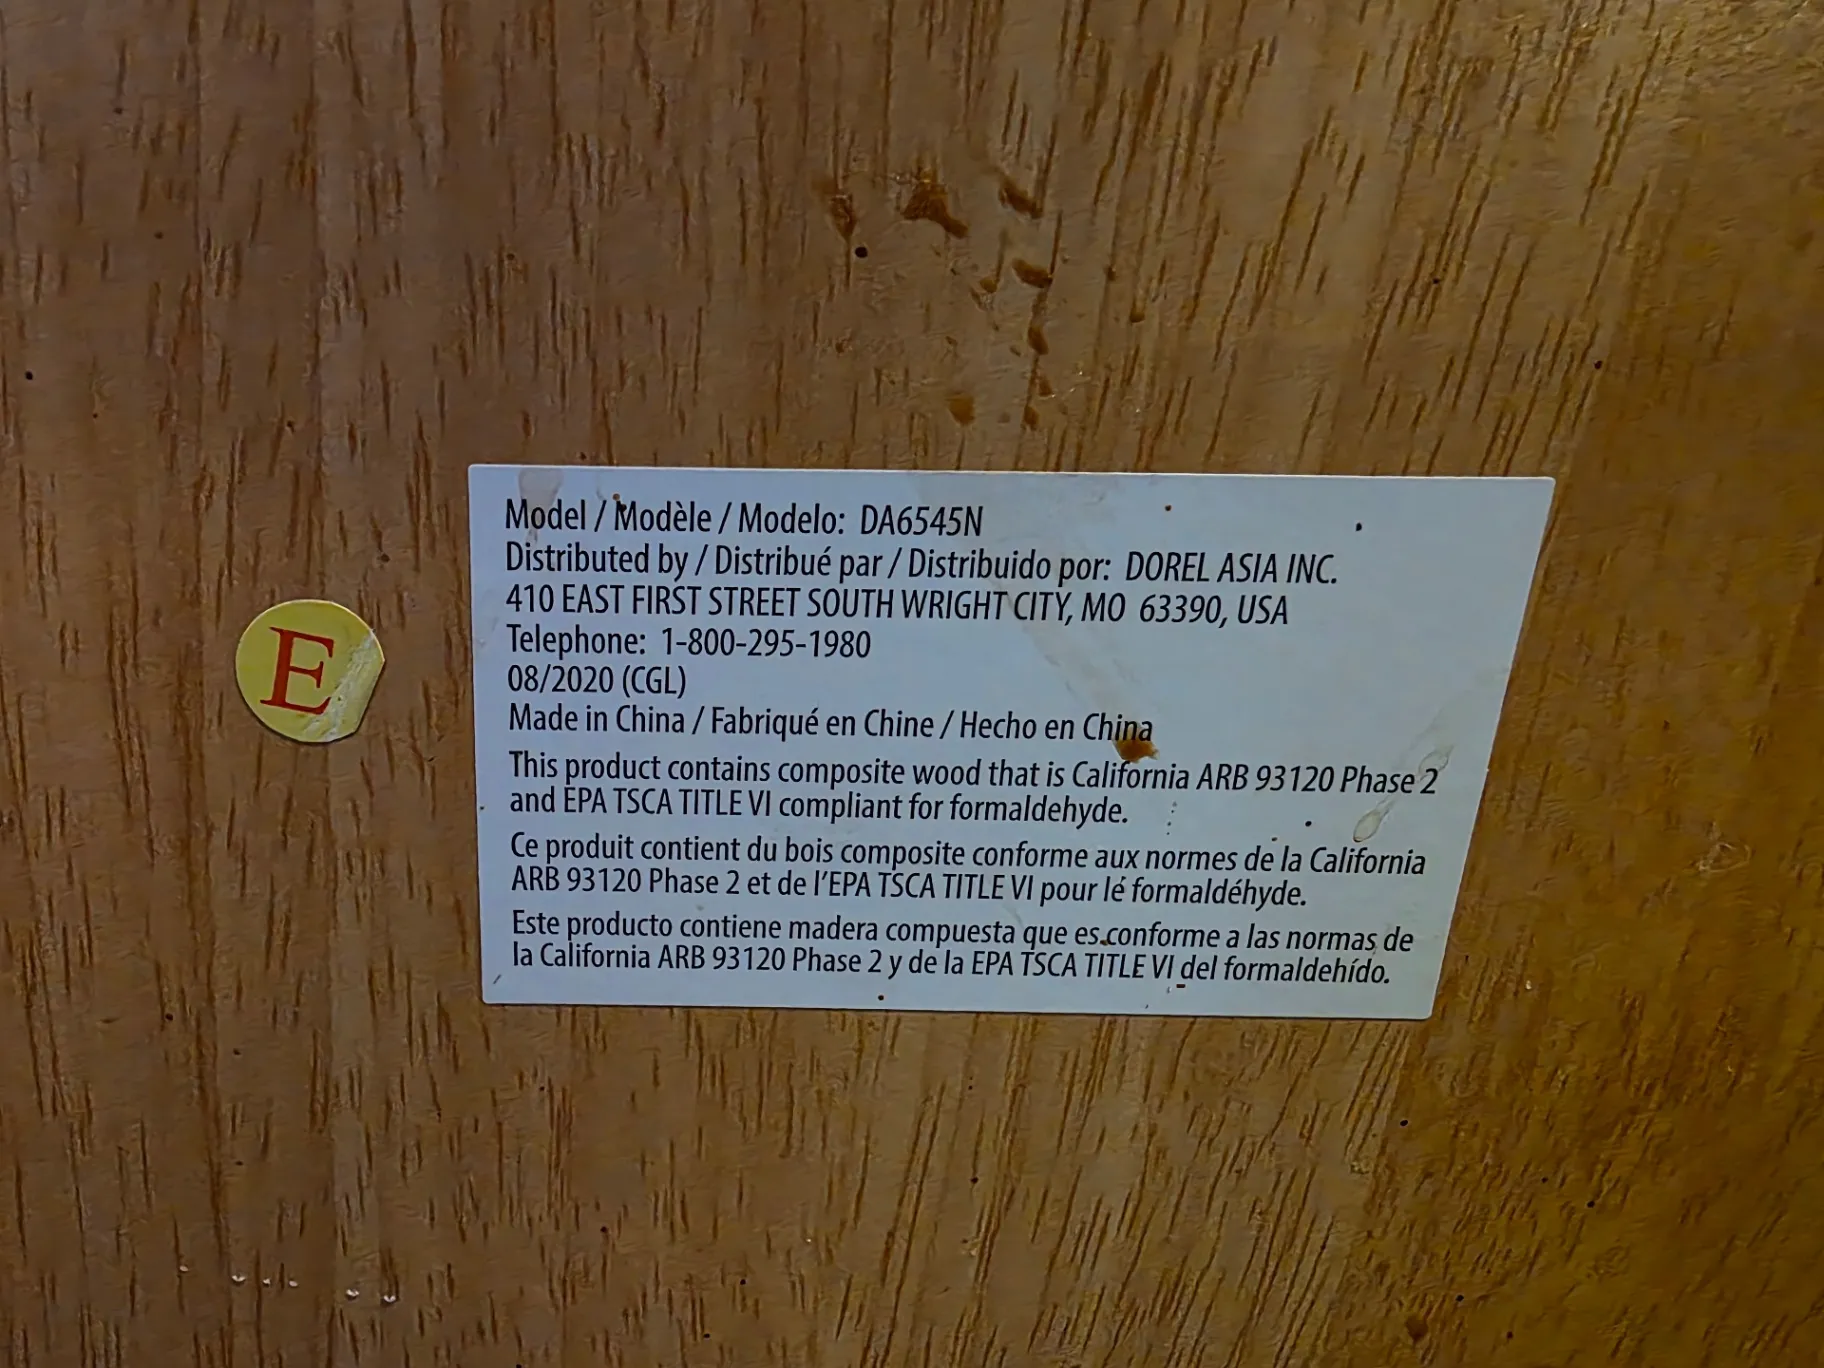 Model / Modèle / Modelo: DA6545N
Distributed by / Distribué par / Distribuido por: DOREL ASIA INC.
410 EAST FIRST STREET SOUTH WRIGHT CITY, MO 63390, USA
Telephone: 1-800-295-1980
08/2020 (CGL)
Made in China / Fabriqué en Chine / Hecho en China
This product contains composite wood that is California ARB 93120 Phase 2
and EPA TSCA TITLE VI compliant for formaldehyde.
Ce produit contient du bois composite conforme aux normes de la California
ARB 93120 Phase 2 et de l'EPA TSCA TITLE VI pour le formaldéhyde.
Este producto contiene madera compuesta que es conforme a las normas de
la California ARB 93120 Phase 2 y de la EPA TSCA TITLE VI del formaldehído.
E